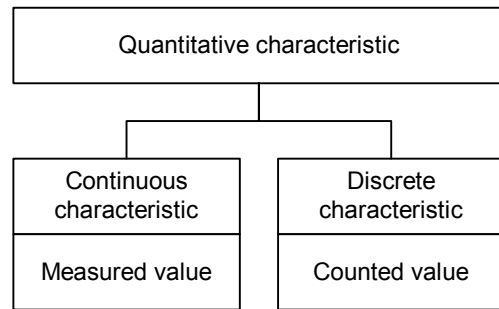 Quantitative characteristic
Continuous
characteristic
Measured value
Discrete
characteristic
Counted value